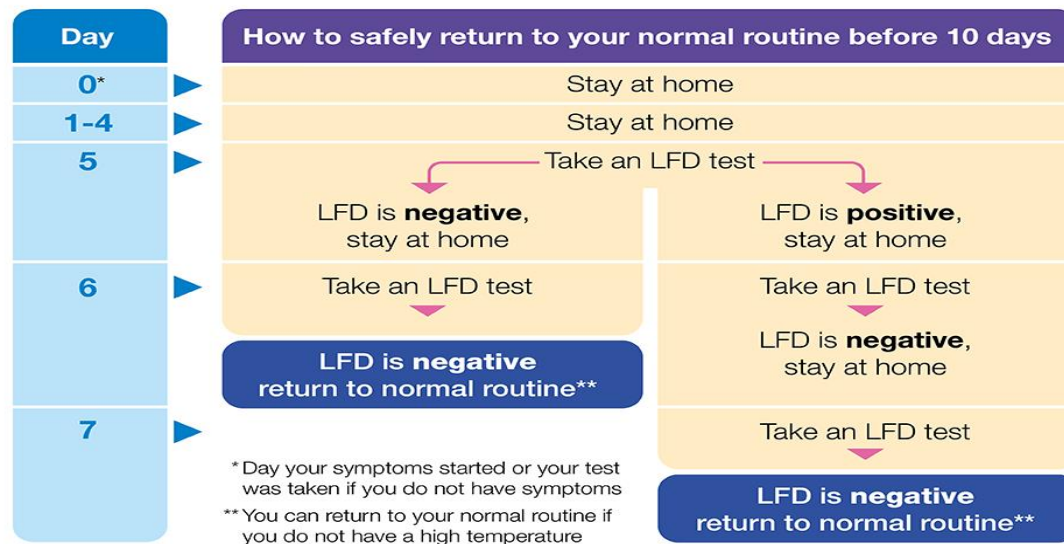 Day
How to safely return to your normal routine before 10 days
0*
Stay at home
1-4
Stay at home
5
Take an LFD test
LFD is negative,
stay at home
LFD is positive,
stay at home
6
Take an LFD test
LFD is negative
return to normal routine**
Take an LFD test
LFD is negative,
stay at home
7
Take an LFD test
LFD is negative
return to normal routine**
* Day your symptoms started or your test
was taken if you do not have symptoms
** You can return to your normal routine if
you do not have a high temperature